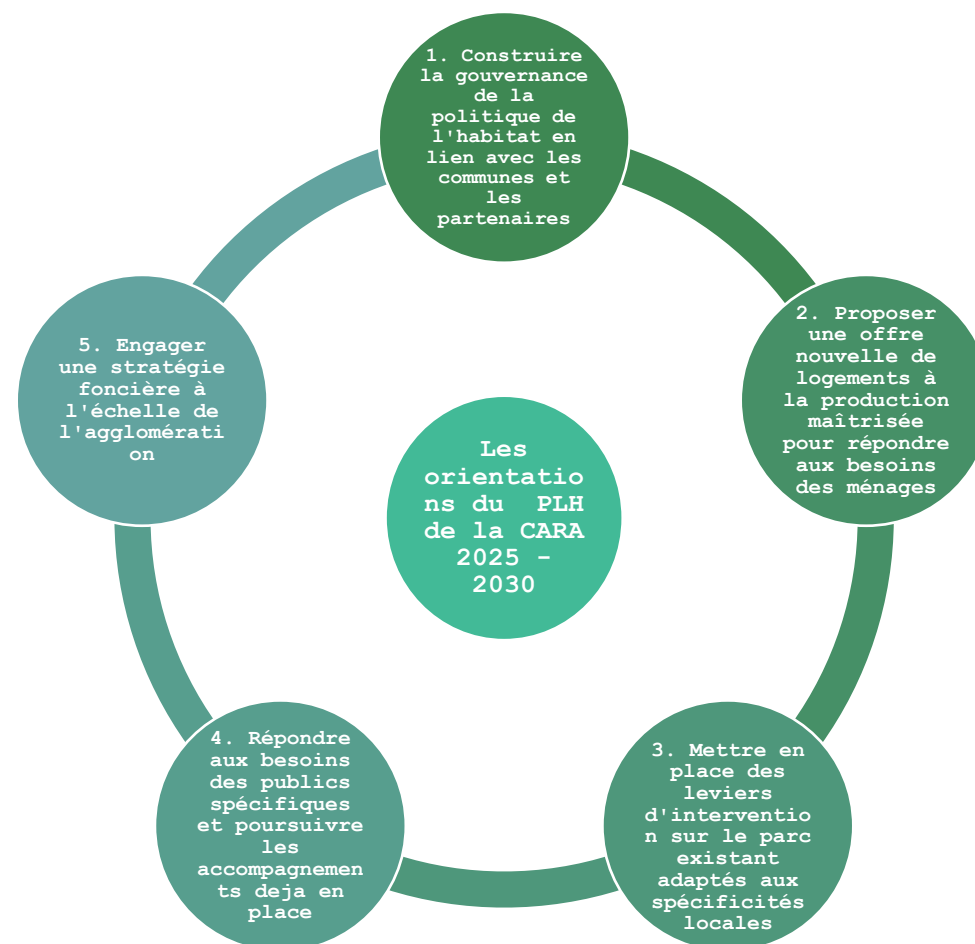 1. Construire
la gouvernance
de la
politique de
l'habitat en
lien avec les
communes et
les
partenaires
2. Proposer
une offre
nouvelle de
logements à
la production
maîtrisée
pour répondre
aux besoins
des ménages
3. Mettre en
place des
leviers
d'interventio
n sur le parc
existant
adaptés aux
spécificités
locales
4. Répondre
aux besoins
des publics
spécifiques
et poursuivre
les
accompagnemen
ts deja en
place
5. Engager
une stratégie
foncière à
l'échelle de
l'agglomérati
on
Les
orientatio
ns du PLH
de la CARA
2025 -
2030